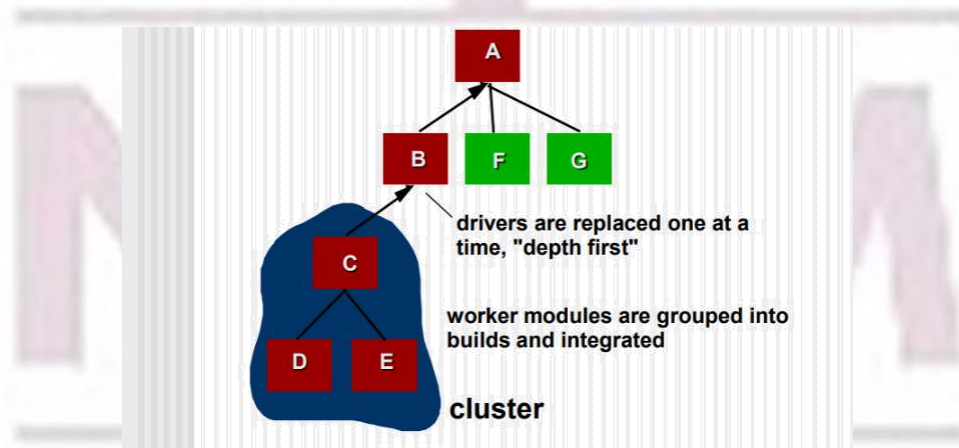 A
B
F
G
drivers are replaced one at a
time, "depth first"
C
worker modules are grouped into
builds and integrated
D
E
cluster